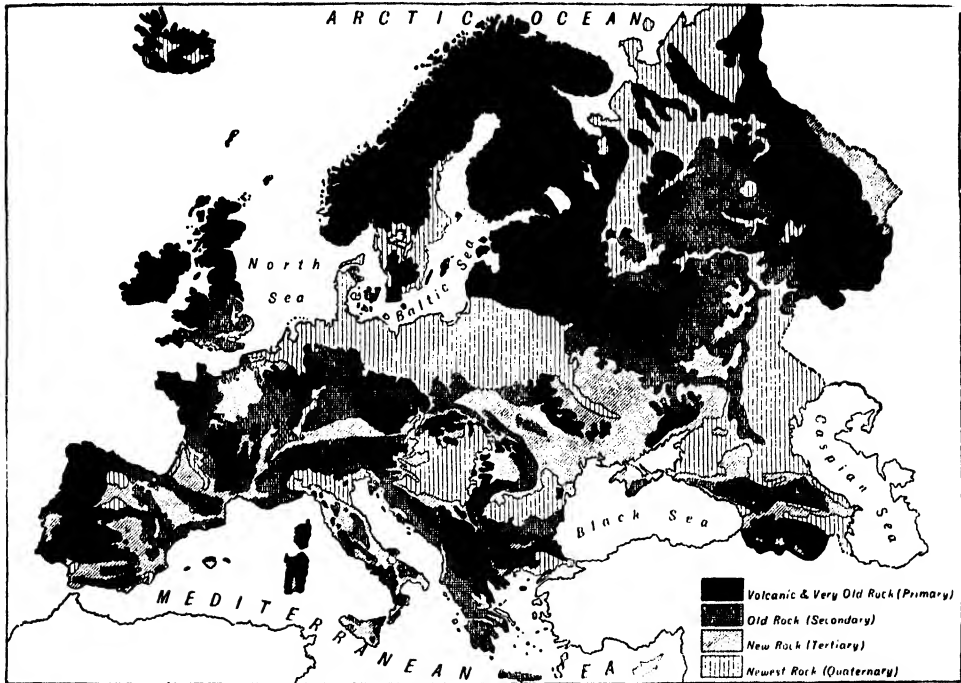 ARCTIC OCEAN
North
Sea
Baltic Sea
Caspian Sea
Black Sea
MEDITERRANEAN SEA
Volcanic & Very Old Rock (Primary)
Old Rock (Secondary)
New Rock (Tertiary)
Newest Rock (Quaternary)